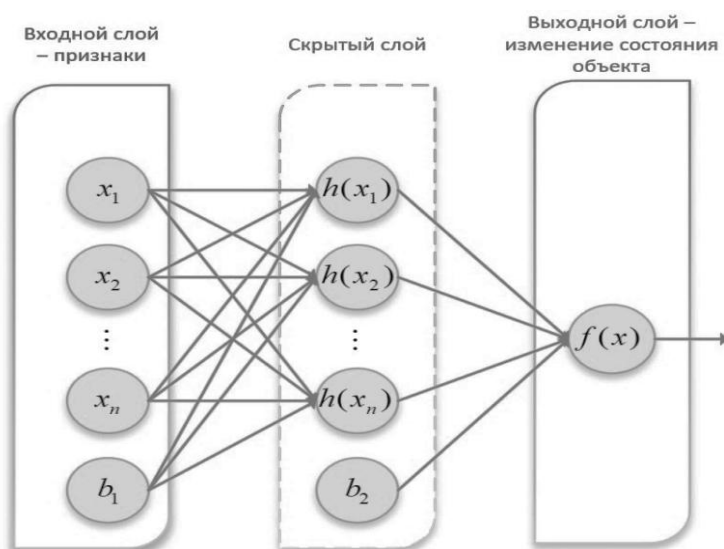 Входной слой
– признаки
Скрытый слой
Выходной слой –
изменение состояния
объекта
x₁
x₂
⋮
xₙ
b₁
h(x₁)
h(x₂)
⋮
h(xₙ)
b₂
f(x)